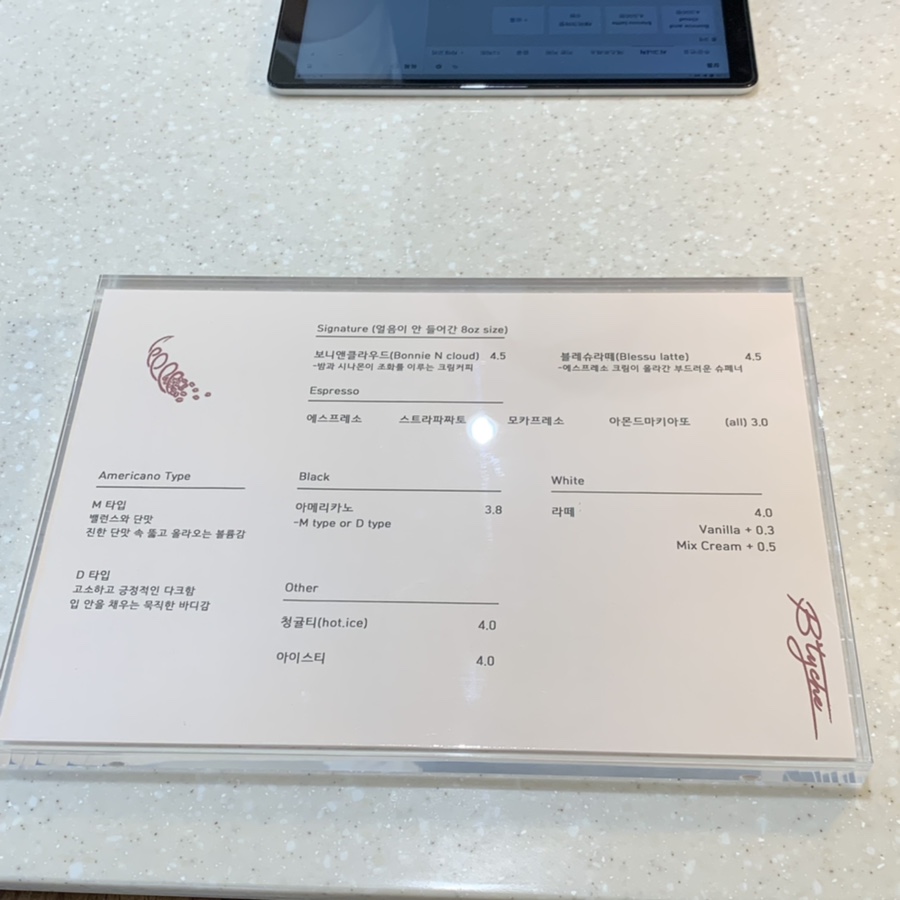 Signature (얼음이 안 들어간 8oz size)
보니앤클라우드(Bonnie N cloud) 4.5
-밤과 시나몬이 조화를 이루는 크림커피
블레슈라떼(Blessu latte) 4.5
-에스프레소 크림이 올라간 부드러운 슈페너
Espresso
에스프레소 스트라파짜토 모카프레소 아몬드마키아또 (all) 3.0
Americano Type
M 타입
밸런스와 단맛
진한 단맛 속 뚫고 올라오는 볼륨감
D 타입
고소하고 긍정적인 다크함
입 안을 채우는 묵직한 바디감
Black
아메리카노 3.8
-M type or D type
White
라떼 4.0
Vanilla + 0.3
Mix Cream + 0.5
Other
청귤티(hot.ice) 4.0
아이스티 4.0
B'tyche